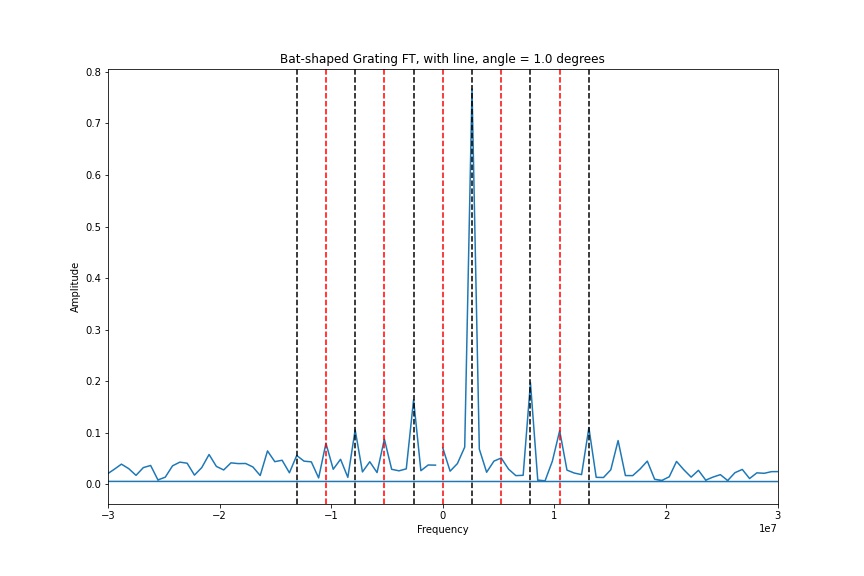 Bat-shaped Grating FT, with line, angle = 1.0 degrees
0.8
0.7
0.6
0.5
0.4
0.3
0.2
0.1
0.0
Amplitude
−3 −2 −1 0 1 2 3
1e7
Frequency